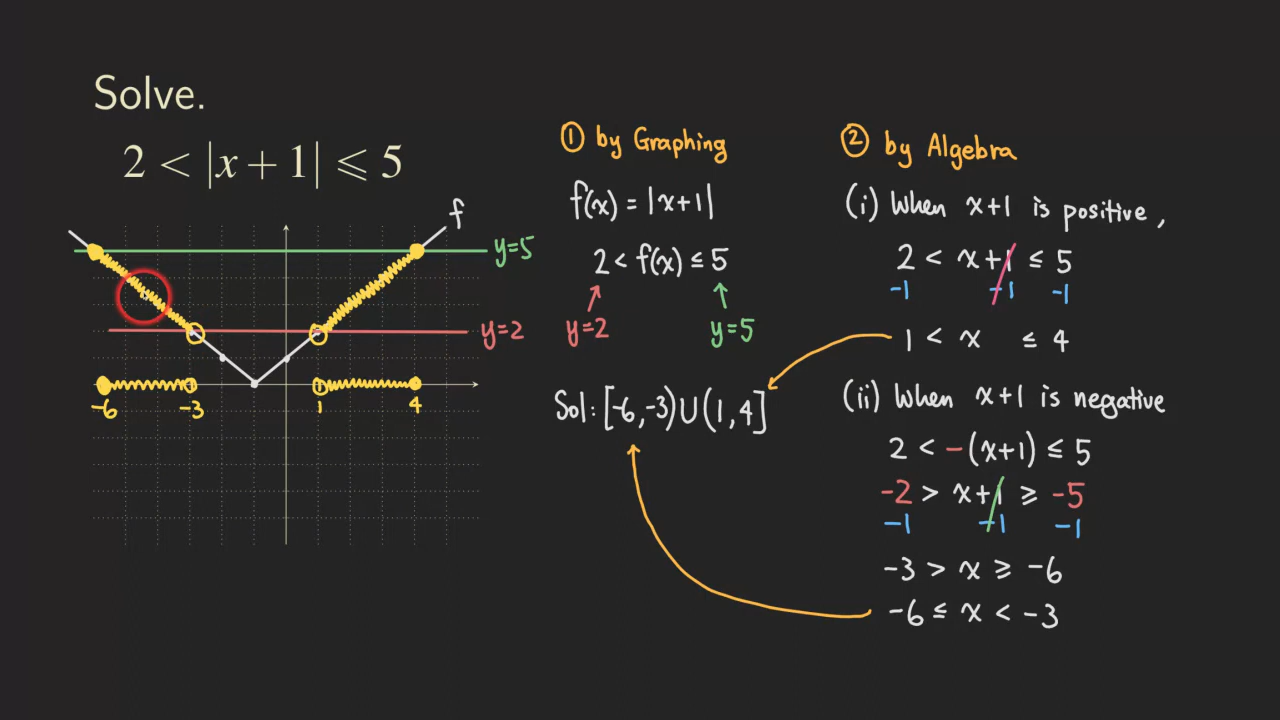 Solve.
2 < |x + 1| ⩽ 5
f
y=5
y=2
-6
-3
1
4
① by Graphing
f(x) = |x+1|
2 < f(x) ≤ 5
y=2
y=5
Sol: [-6,-3)∪(1,4]
② by Algebra
(i) When x+1 is positive,
2 < x+1 ≤ 5
-1 -1 -1
1 < x ≤ 4
(ii) When x+1 is negative
2 < -(x+1) ≤ 5
-2 > x+1 ≥ -5
-1 -1 -1
-3 > x ≥ -6
-6 ≤ x < -3